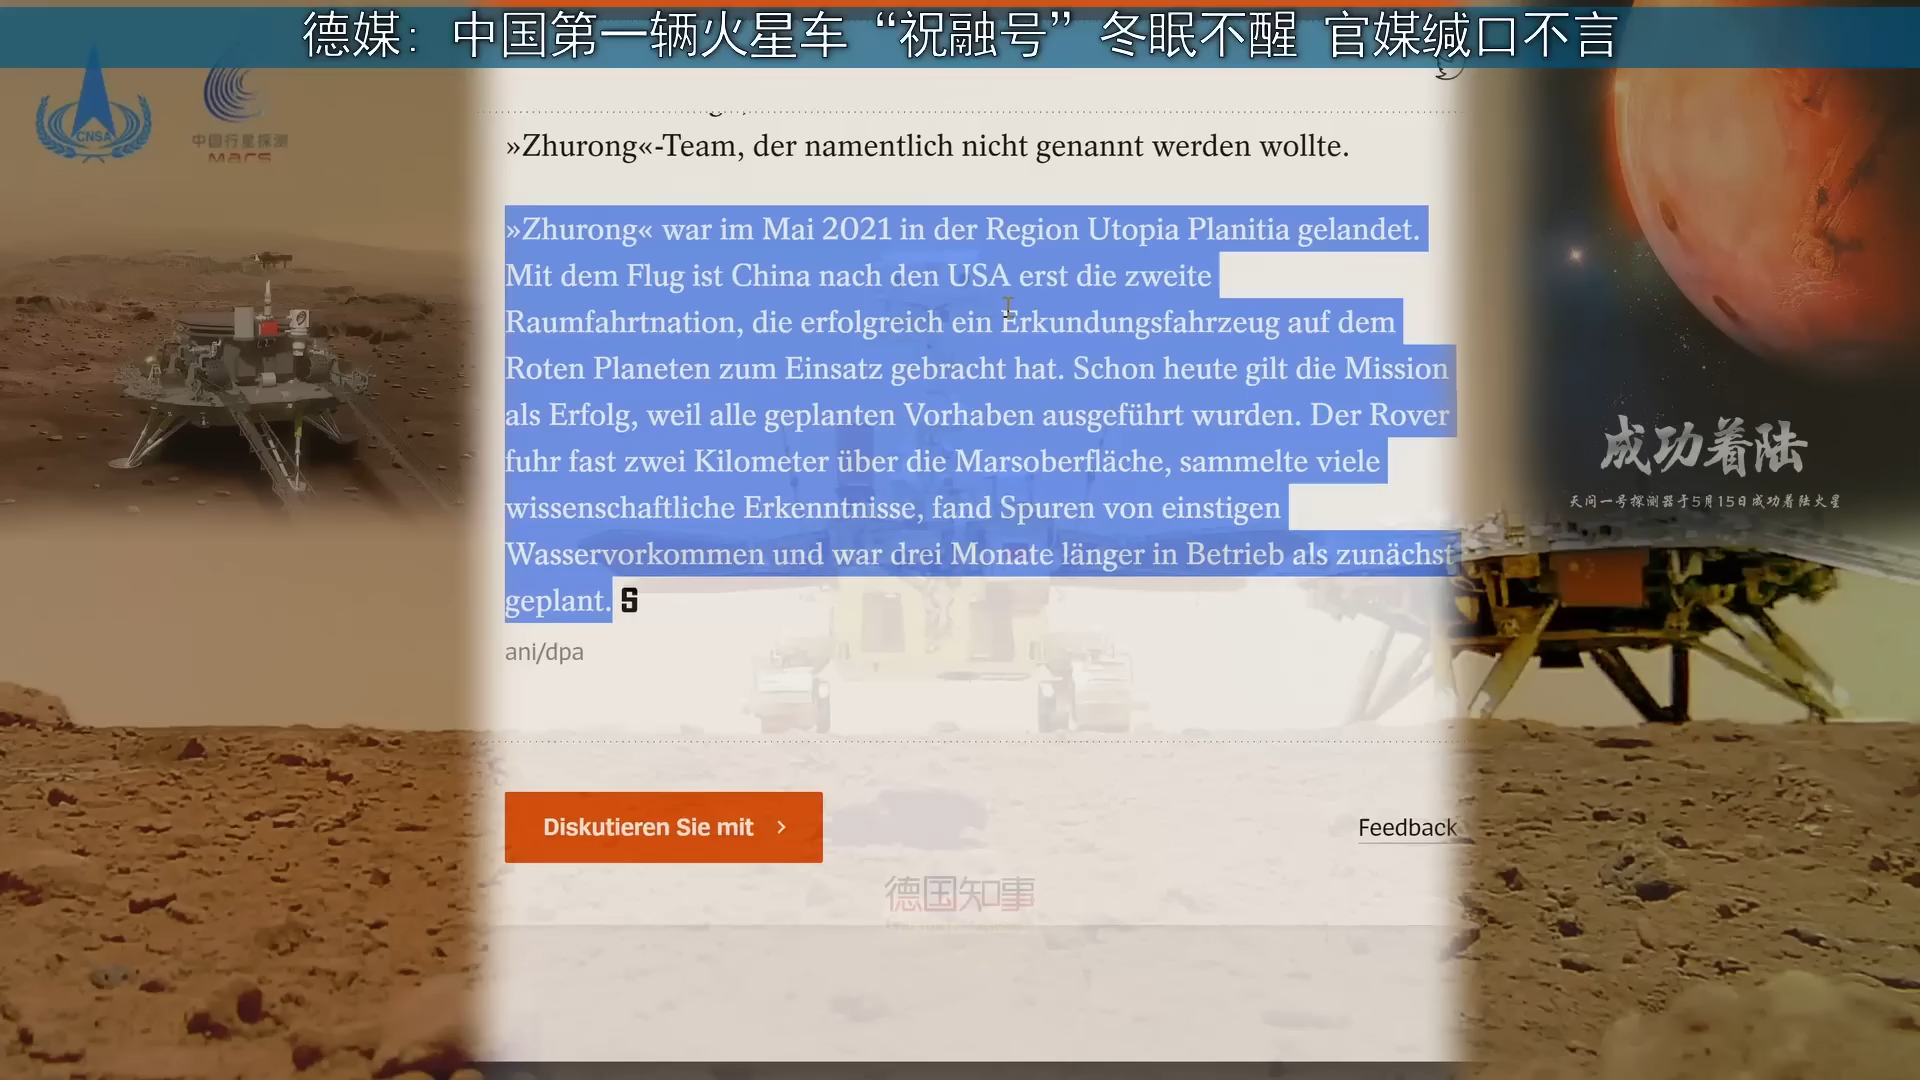 德媒：中国第一辆火星车“祝融号”冬眠不醒 官媒缄口不言
CNSA
中国行星探测
MARS
»Zhurong«-Team, der namentlich nicht genannt werden wollte.
»Zhurong« war im Mai 2021 in der Region Utopia Planitia gelandet.
Mit dem Flug ist China nach den USA erst die zweite
Raumfahrtnation, die erfolgreich ein Erkundungsfahrzeug auf dem
Roten Planeten zum Einsatz gebracht hat. Schon heute gilt die Mission
als Erfolg, weil alle geplanten Vorhaben ausgeführt wurden. Der Rover
fuhr fast zwei Kilometer über die Marsoberfläche, sammelte viele
wissenschaftliche Erkenntnisse, fand Spuren von einstigen
Wasservorkommen und war drei Monate länger in Betrieb als zunächst
geplant. S
ani/dpa
成功着陆
天问一号探测器于5月15日成功着陆火星
Diskutieren Sie mit
Feedback
德国知事